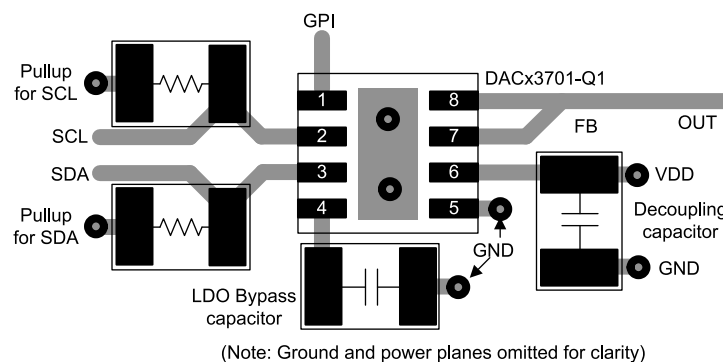 GPI
Pullup
for SCL
DACx3701-Q1
1
8
OUT
SCL
2
7
FB
SDA
3
6
VDD
Pullup
for SDA
4
5
Decoupling
capacitor
GND
GND
LDO Bypass
capacitor
(Note: Ground and power planes omitted for clarity)